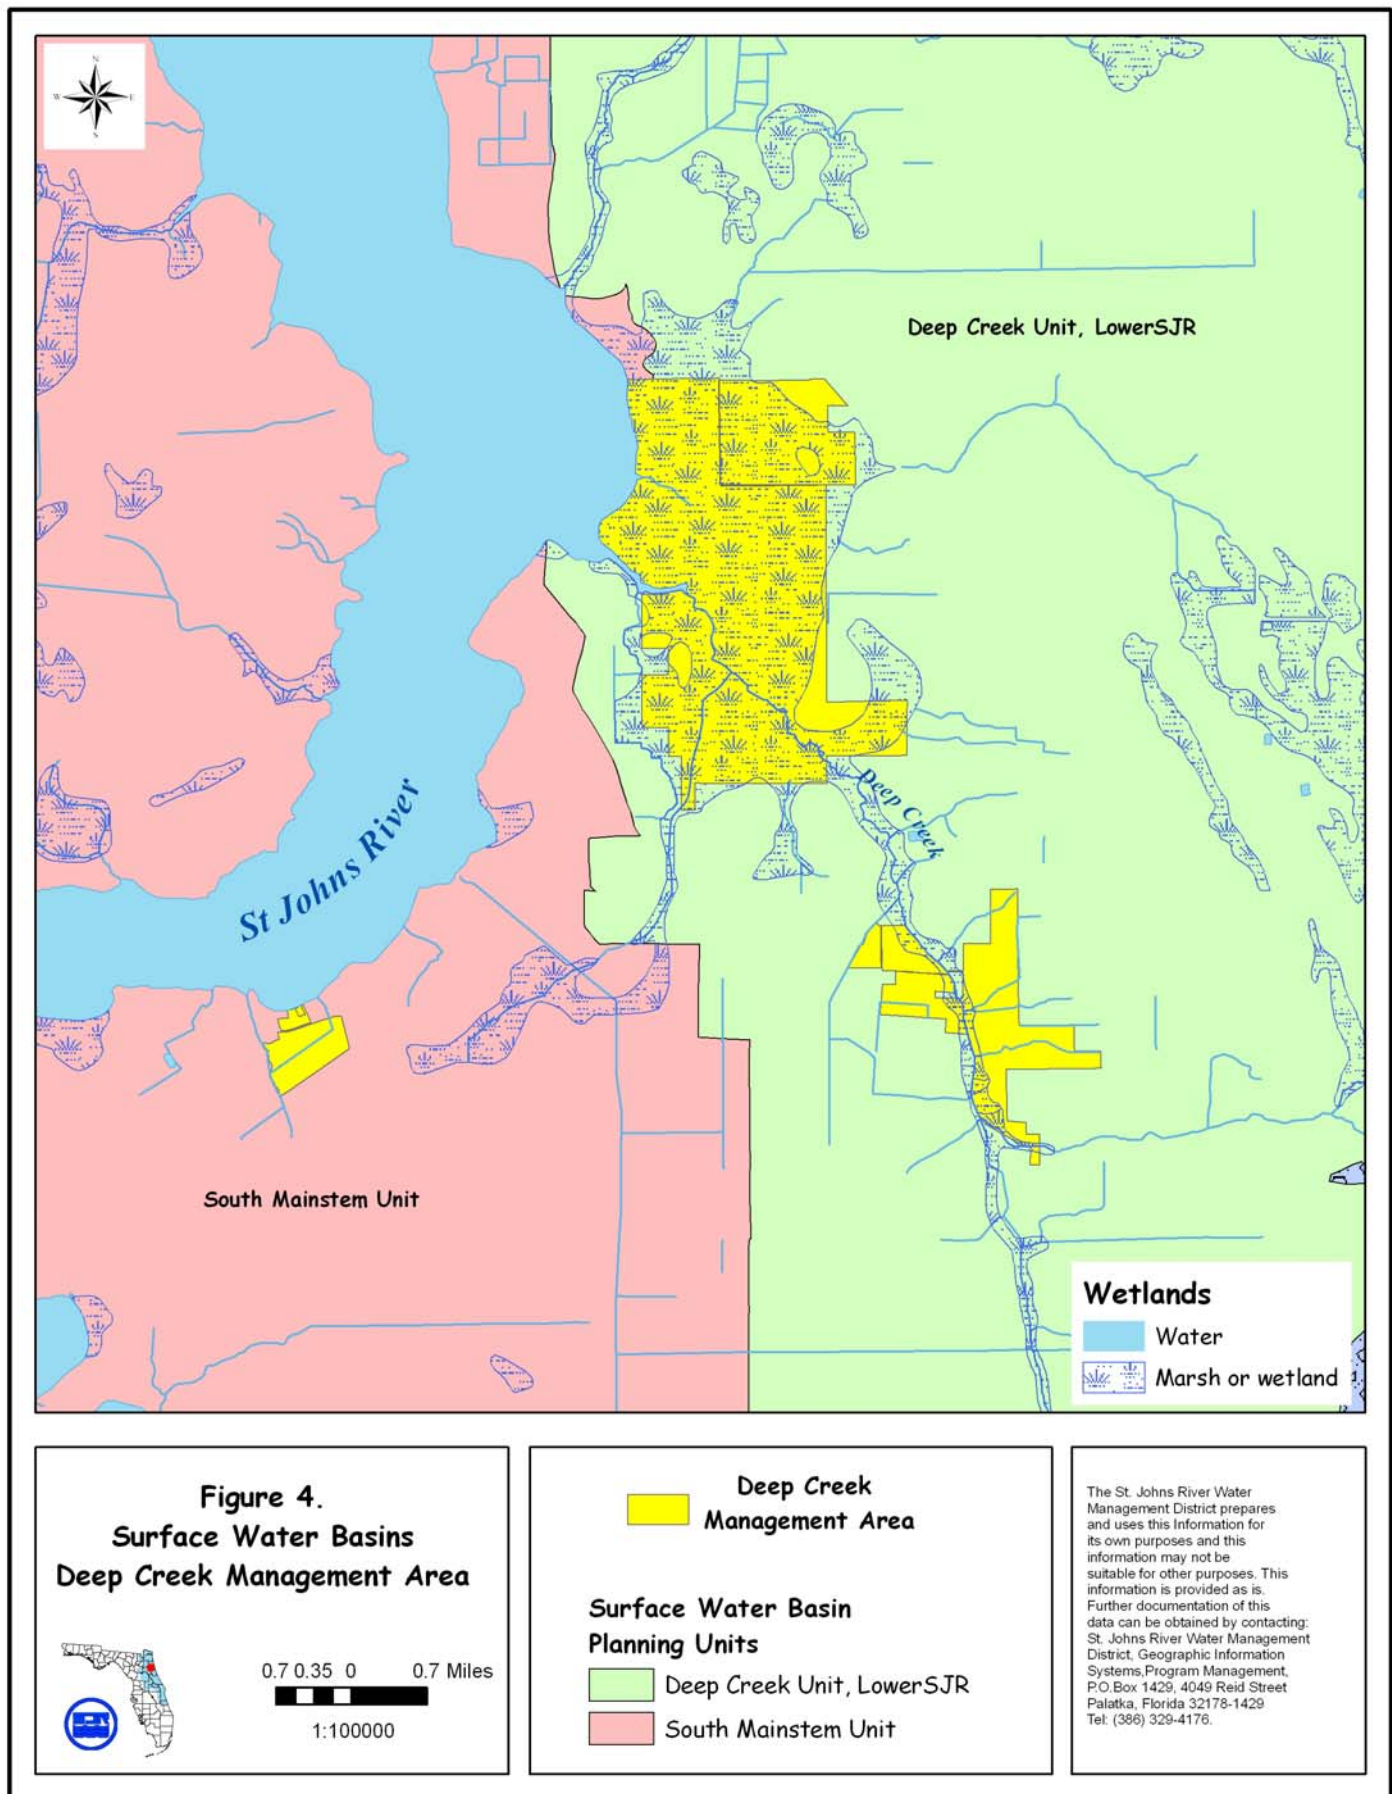 N
W
E
S
Deep Creek Unit, LowerSJR
Deep Creek
St Johns River
South Mainstem Unit
Wetlands
Water
Marsh or wetland
Figure 4.
Surface Water Basins
Deep Creek Management Area
0.7 0.35 0 0.7 Miles
1:100000
Deep Creek
Management Area
Surface Water Basin
Planning Units
Deep Creek Unit, LowerSJR
South Mainstem Unit
The St. Johns River Water
Management District prepares
and uses this Information for
its own purposes and this
information may not be
suitable for other purposes. This
information is provided as is.
Further documentation of this
data can be obtained by contacting:
St. Johns River Water Management
District, Geographic Information
Systems,Program Management,
P.O.Box 1429, 4049 Reid Street
Palatka, Florida 32178-1429
Tel: (386) 329-4176.